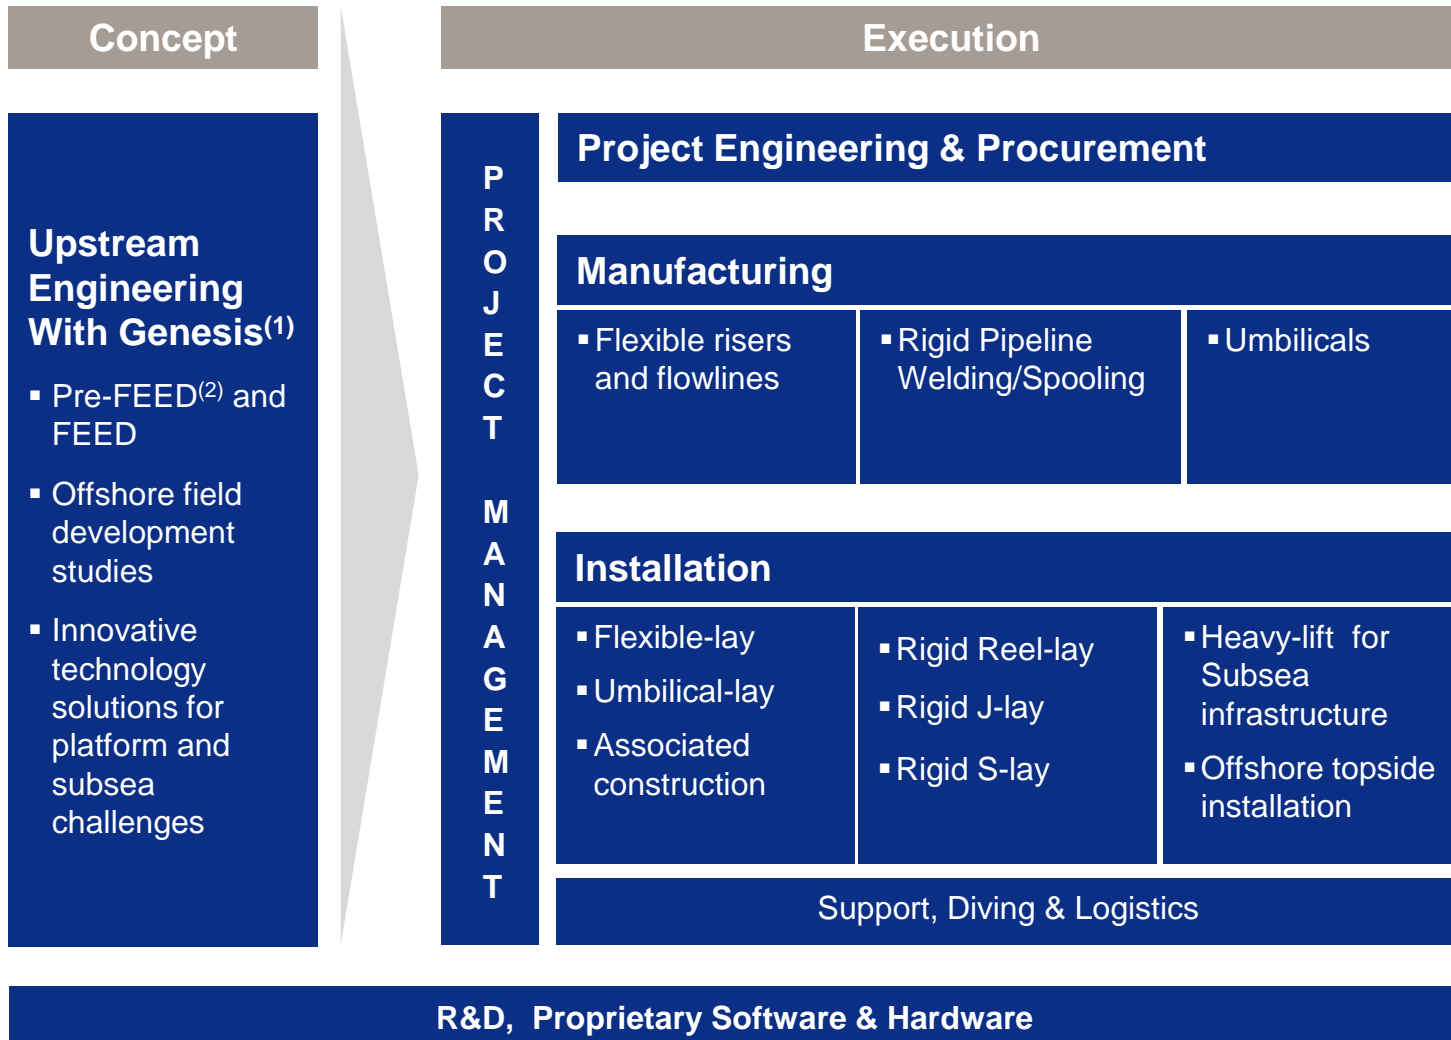 Concept
Execution
Upstream
Engineering
With Genesis(1)
▪ Pre-FEED(2) and
FEED
▪ Offshore field
development
studies
▪ Innovative
technology
solutions for
platform and
subsea
challenges
PROJECT MANAGEMENT
Project Engineering & Procurement
Manufacturing
▪ Flexible risers
and flowlines
▪ Rigid Pipeline
Welding/Spooling
▪ Umbilicals
Installation
▪ Flexible-lay
▪ Umbilical-lay
▪ Associated
construction
▪ Rigid Reel-lay
▪ Rigid J-lay
▪ Rigid S-lay
▪ Heavy-lift for
Subsea
infrastructure
▪ Offshore topside
installation
Support, Diving & Logistics
R&D, Proprietary Software & Hardware